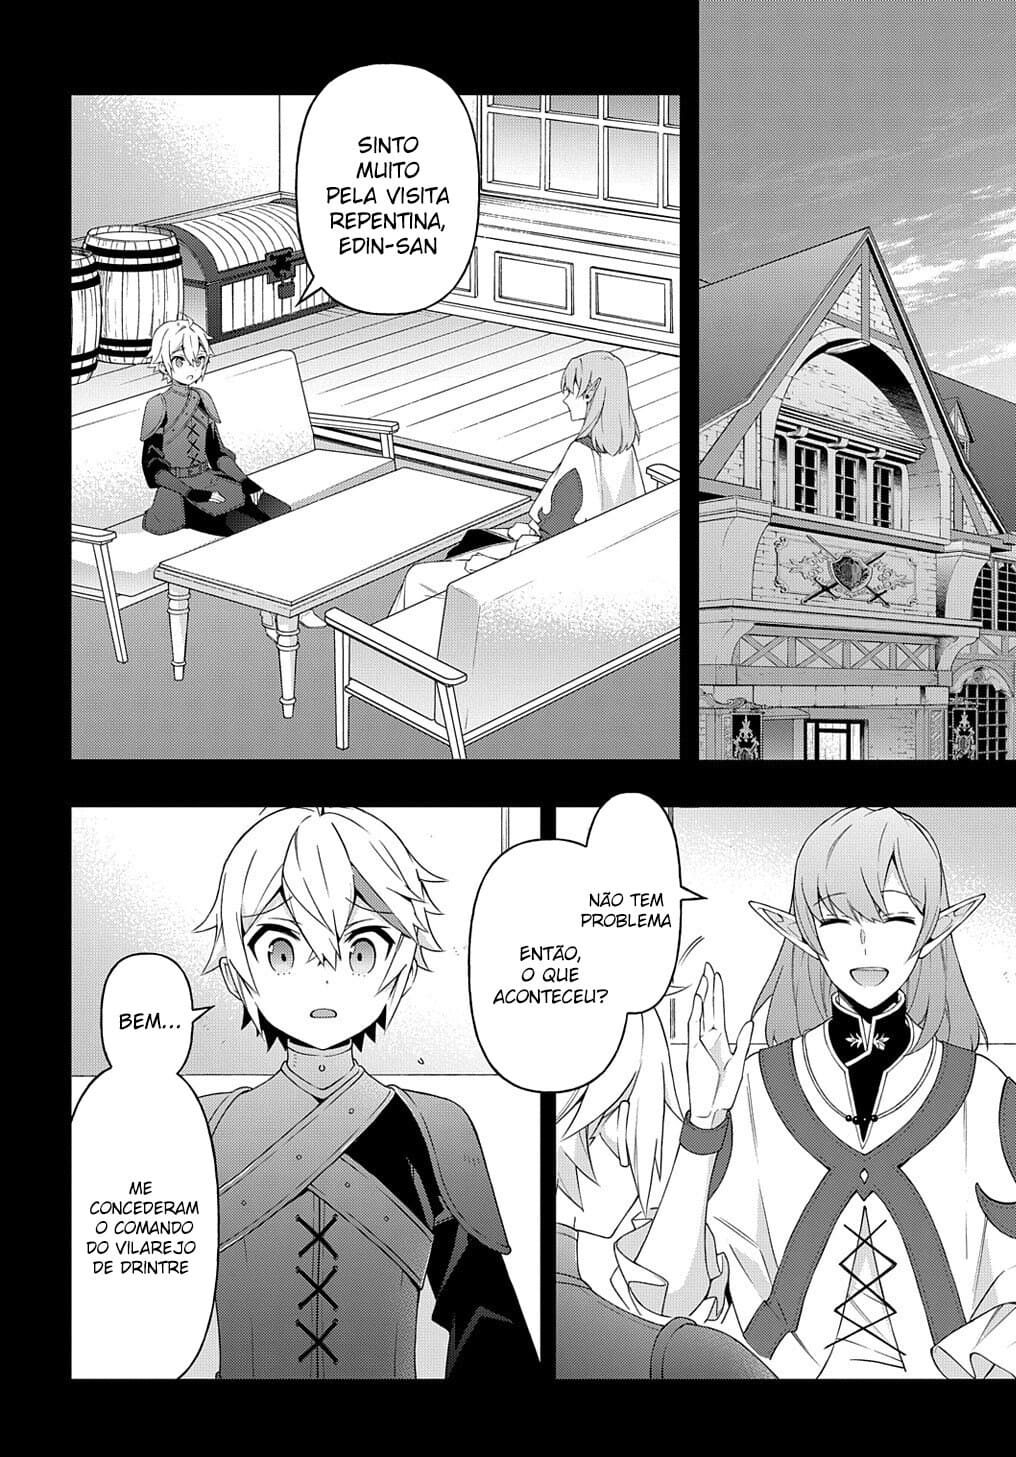 SINTO
MUITO
PELA VISITA
REPENTINA,
EDIN-SAN
NÃO TEM
PROBLEMA
ENTÃO,
O QUE
ACONTECEU?
BEM...
ME
CONCEDERAM
O COMANDO
DO VILAREJO
DE DRINTRE